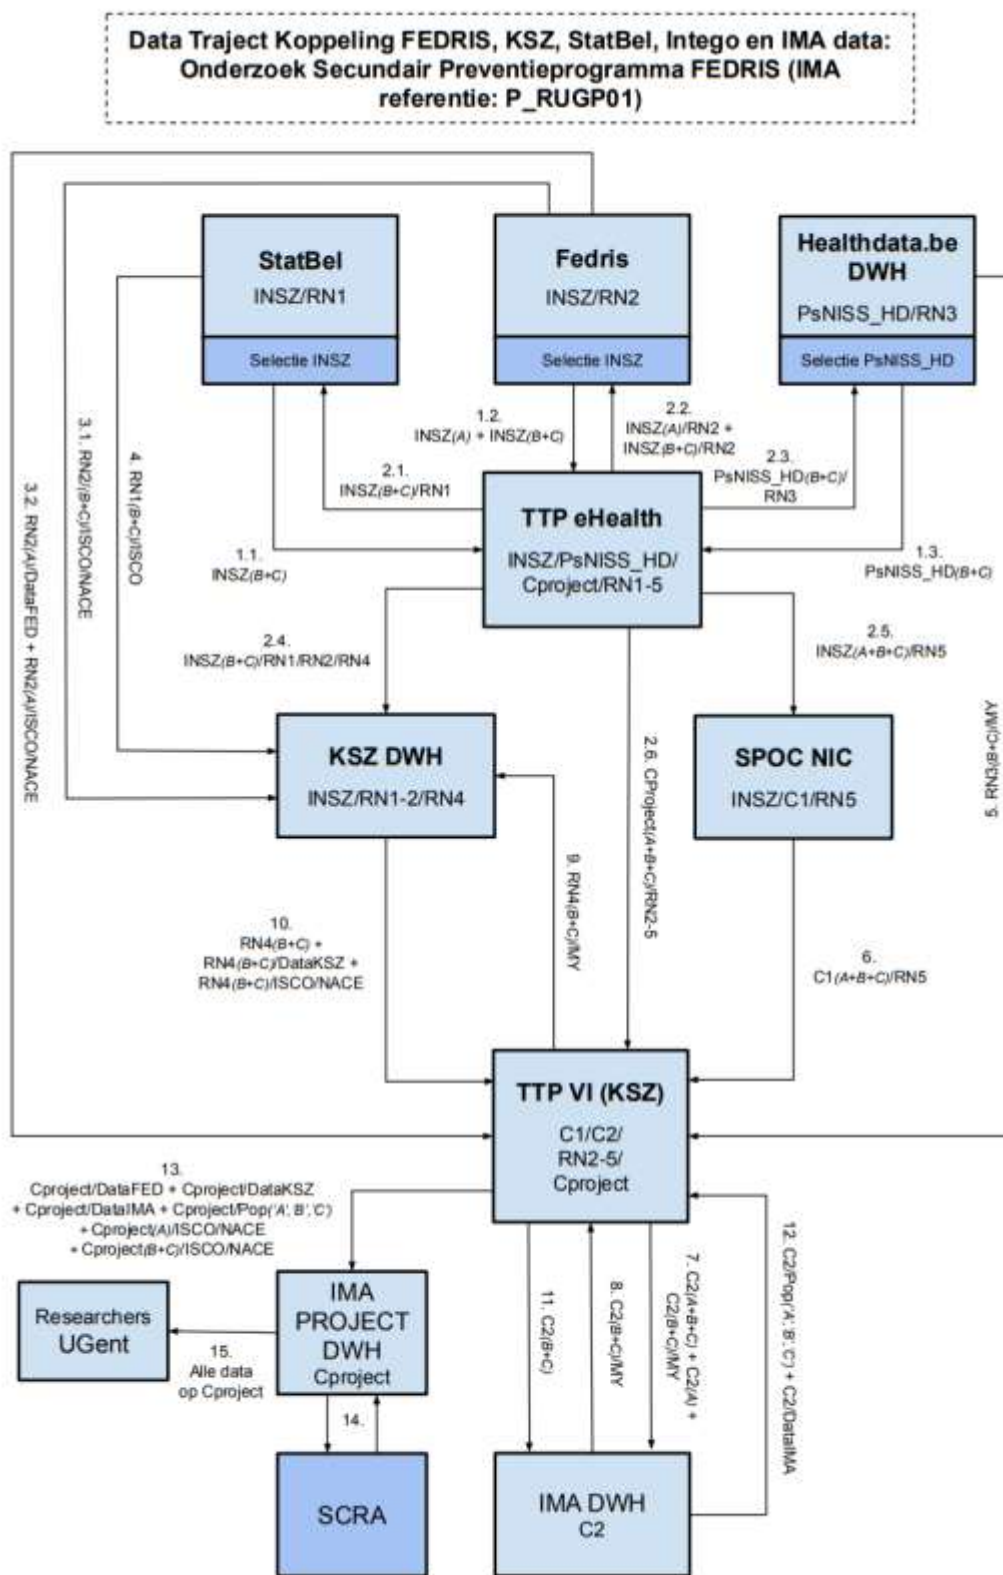 Data Traject Koppeling FEDRIS, KSZ, StatBel, Intego en IMA data:
Onderzoek Secundair Preventieprogramma FEDRIS (IMA
referentie: P_RUGP01)
StatBel
INSZ/RN1
Selectie INSZ
Fedris
INSZ/RN2
Selectie INSZ
Healthdata.be
DWH
PsNISS_HD/RN3
Selectie PsNISS_HD
1.2.
INSZ(A) + INSZ(B+C)
2.2.
INSZ(A)/RN2 +
INSZ(B+C)/RN2
2.1.
INSZ(B+C)/RN1
2.3.
PsNISS_HD(B+C)/
RN3
1.1.
INSZ(B+C)
TTP eHealth
INSZ/PsNISS_HD/
Cproject/RN1-5
1.3.
PsNISS_HD(B+C)
3.2. RN2(A)/DataFED + RN2(A)/ISCO/NACE
3.1. RN2/(B+C)/ISCO/NACE
4. RN1(B+C)/ISCO
2.4.
INSZ(B+C)/RN1/RN2/RN4
2.5.
INSZ(A+B+C)/RN5
5. RN3(B+C)/MY
KSZ DWH
INSZ/RN1-2/RN4
2.6. CProject(A+B+C)/RN2-5
SPOC NIC
INSZ/C1/RN5
9. RN4(B+C)/MY
10.
RN4(B+C) +
RN4(B+C)/DataKSZ +
RN4(B+C)/ISCO/NACE
6.
C1(A+B+C)/RN5
TTP VI (KSZ)
C1/C2/
RN2-5/
Cproject
13.
Cproject/DataFED + Cproject/DataKSZ
+ Cproject/DataIMA + Cproject/Pop('A', B', 'C')
+ Cproject(A)/ISCO/NACE
+ Cproject(B+C)/ISCO/NACE
Researchers
UGent
15.
Alle data
op Cproject
IMA
PROJECT
DWH
Cproject
14.
SCRA
11. C2(B+C)
8. C2(B+C)/MY
7. C2(A+B+C) + C2(A) +
C2(B+C)/MY
12. C2/Pop('A', B', 'C') + C2/DataIMA
IMA DWH
C2